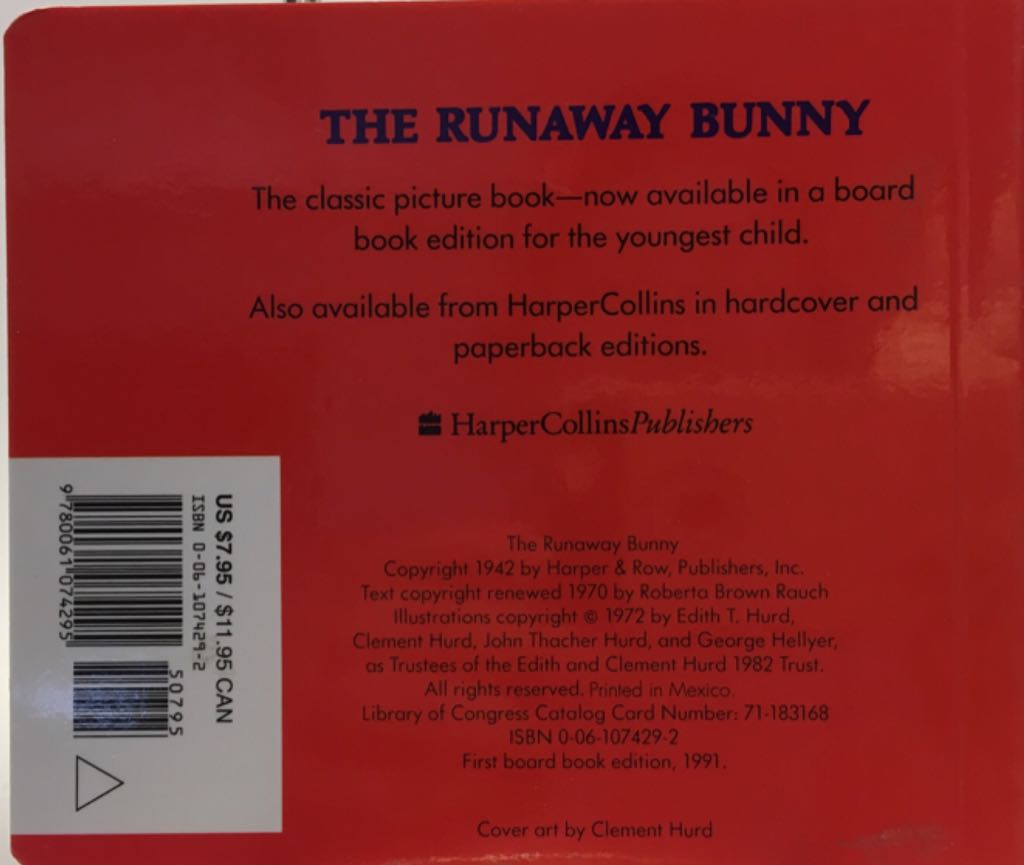 THE RUNAWAY BUNNY
The classic picture book—now available in a board
book edition for the youngest child.
Also available from HarperCollins in hardcover and
paperback editions.
HarperCollinsPublishers
The Runaway Bunny
Copyright 1942 by Harper & Row, Publishers, Inc.
Text copyright renewed 1970 by Roberta Brown Rauch
Illustrations copyright © 1972 by Edith T. Hurd,
Clement Hurd, John Thacher Hurd, and George Hellyer,
as Trustees of the Edith and Clement Hurd 1982 Trust.
All rights reserved. Printed in Mexico.
Library of Congress Catalog Card Number: 71-183168
ISBN 0-06-107429-2
First board book edition, 1991.
Cover art by Clement Hurd
US $7.95 / $11.95 CAN
ISBN 0-06-107429-2
9 780061 074295
50795